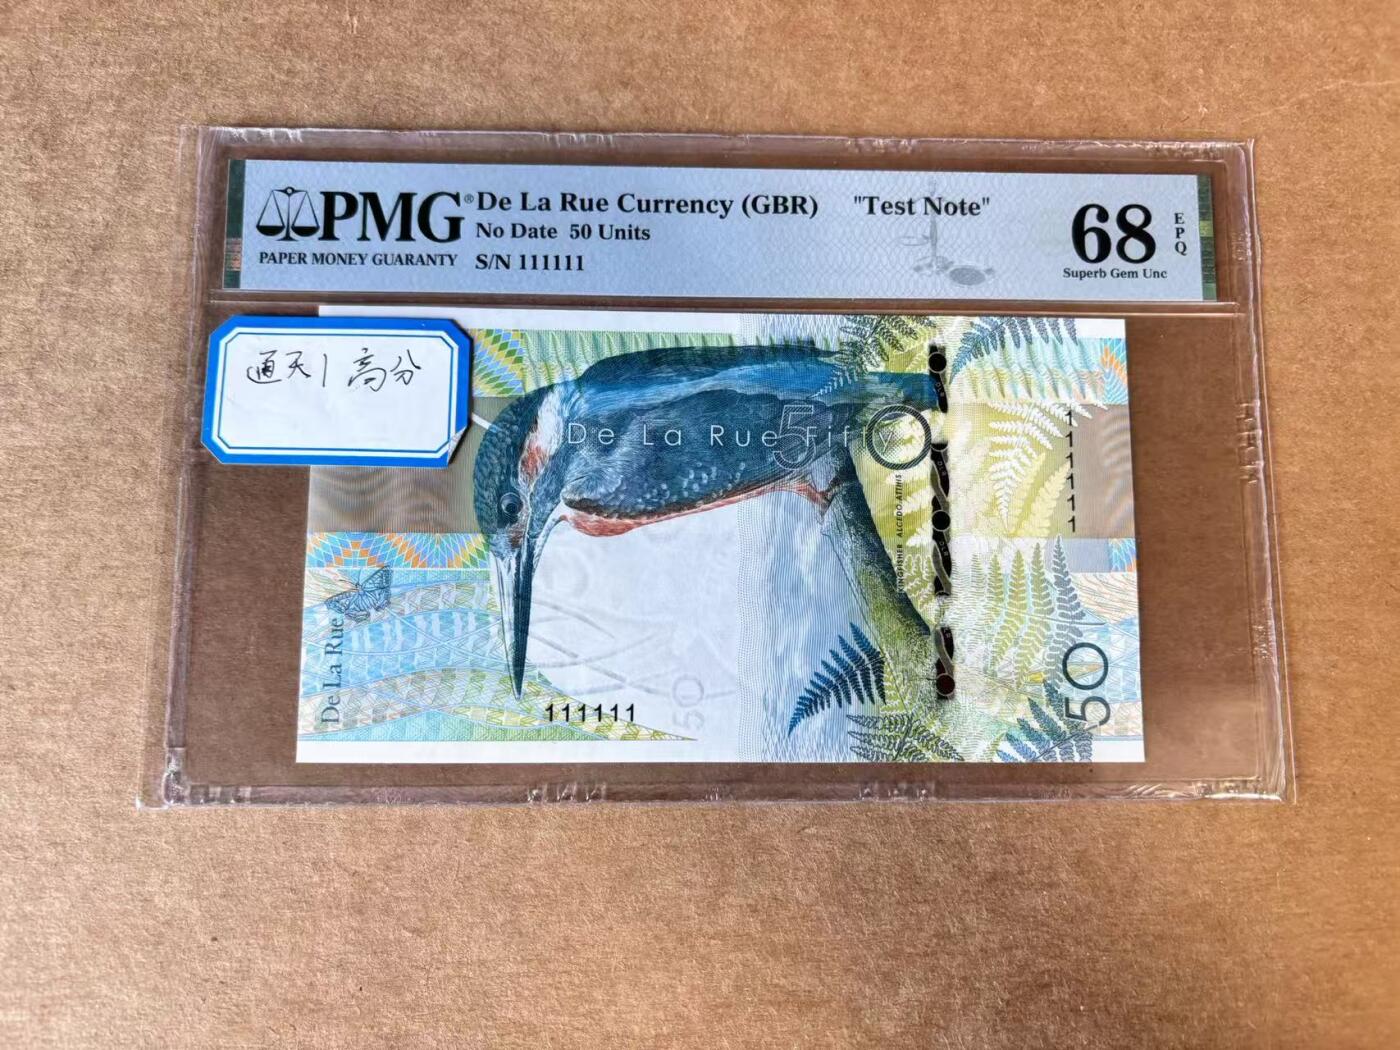 PMG®
PAPER MONEY GUARANTY
De La Rue Currency (GBR) "Test Note"
No Date 50 Units
S/N 111111
68 EPQ
Superb Gem Unc
通天1高分
De La Rue Fifty
50
111111
KINGFISHER ALCEDO ATTHIS
De La Rue
111111
50
50